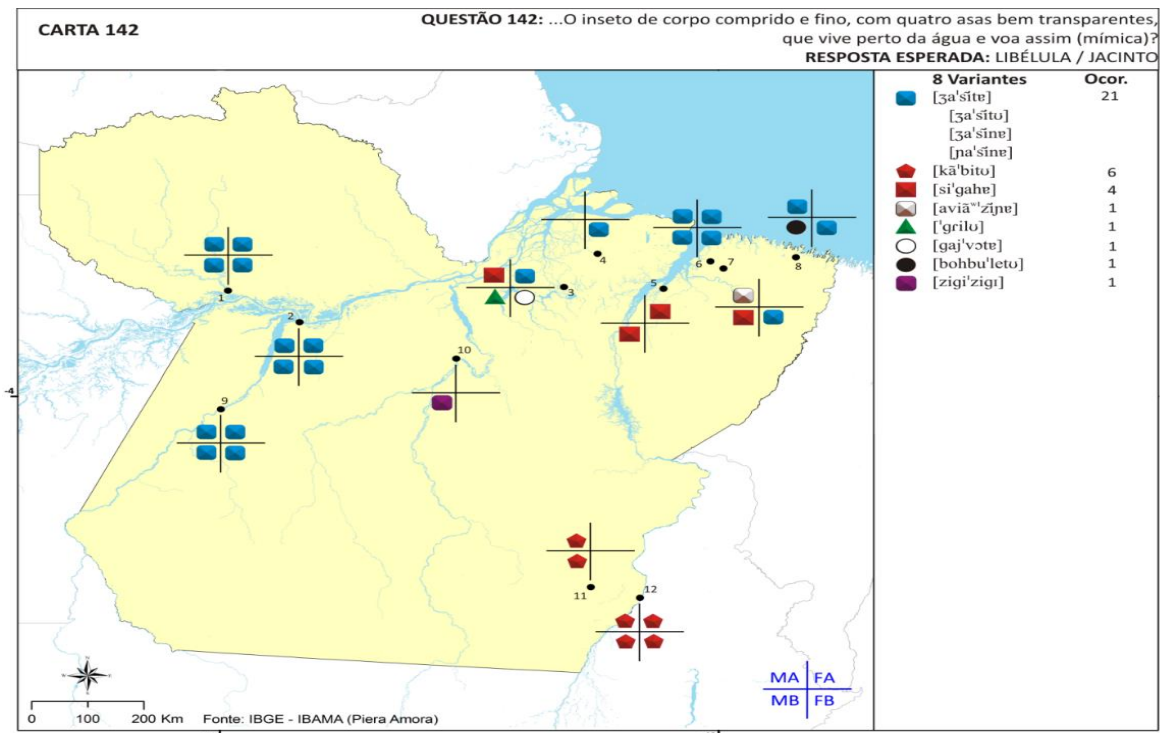 CARTA 142
QUESTÃO 142: ...O inseto de corpo comprido e fino, com quatro asas bem transparentes,
que vive perto da água e voa assim (mímica)?
RESPOSTA ESPERADA: LIBÉLULA / JACINTO
8 Variantes Ocor.
[ʒaˈsĩtɐ] 21
[ʒaˈsĩtʊ]
[ʒaˈsĩnɐ]
[ɲaˈsĩnɐ]
[kãˈbitʊ] 6
[siˈgahɐ] 4
[aviãʷˈzĩɲɐ] 1
[ˈgrilʊ] 1
[gajˈvɔtɐ] 1
[bohbuˈletʊ] 1
[zigiˈzigɪ] 1
4
6
7
8
1
3
5
2
10
-4
9
11
12
MA FA
MB FB
0 100 200 Km Fonte: IBGE - IBAMA (Piera Amora)